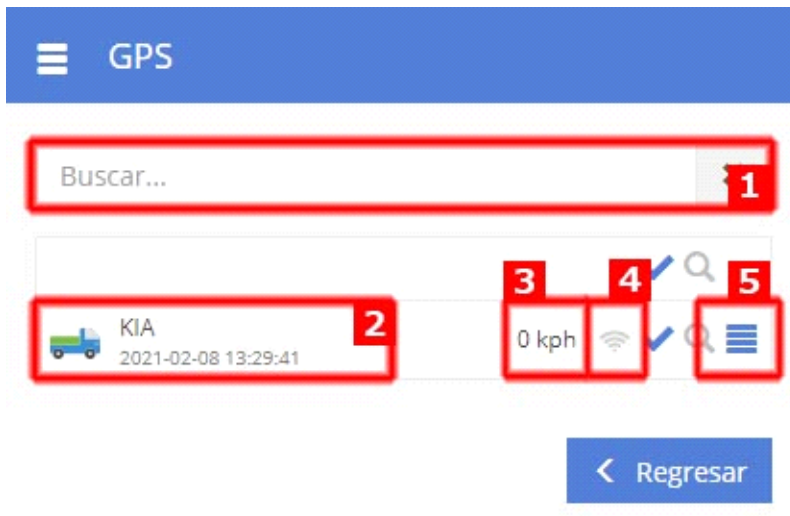 GPS
Buscar...
1
3 4 5
KIA 2 0 kph
2021-02-08 13:29:41
Regresar